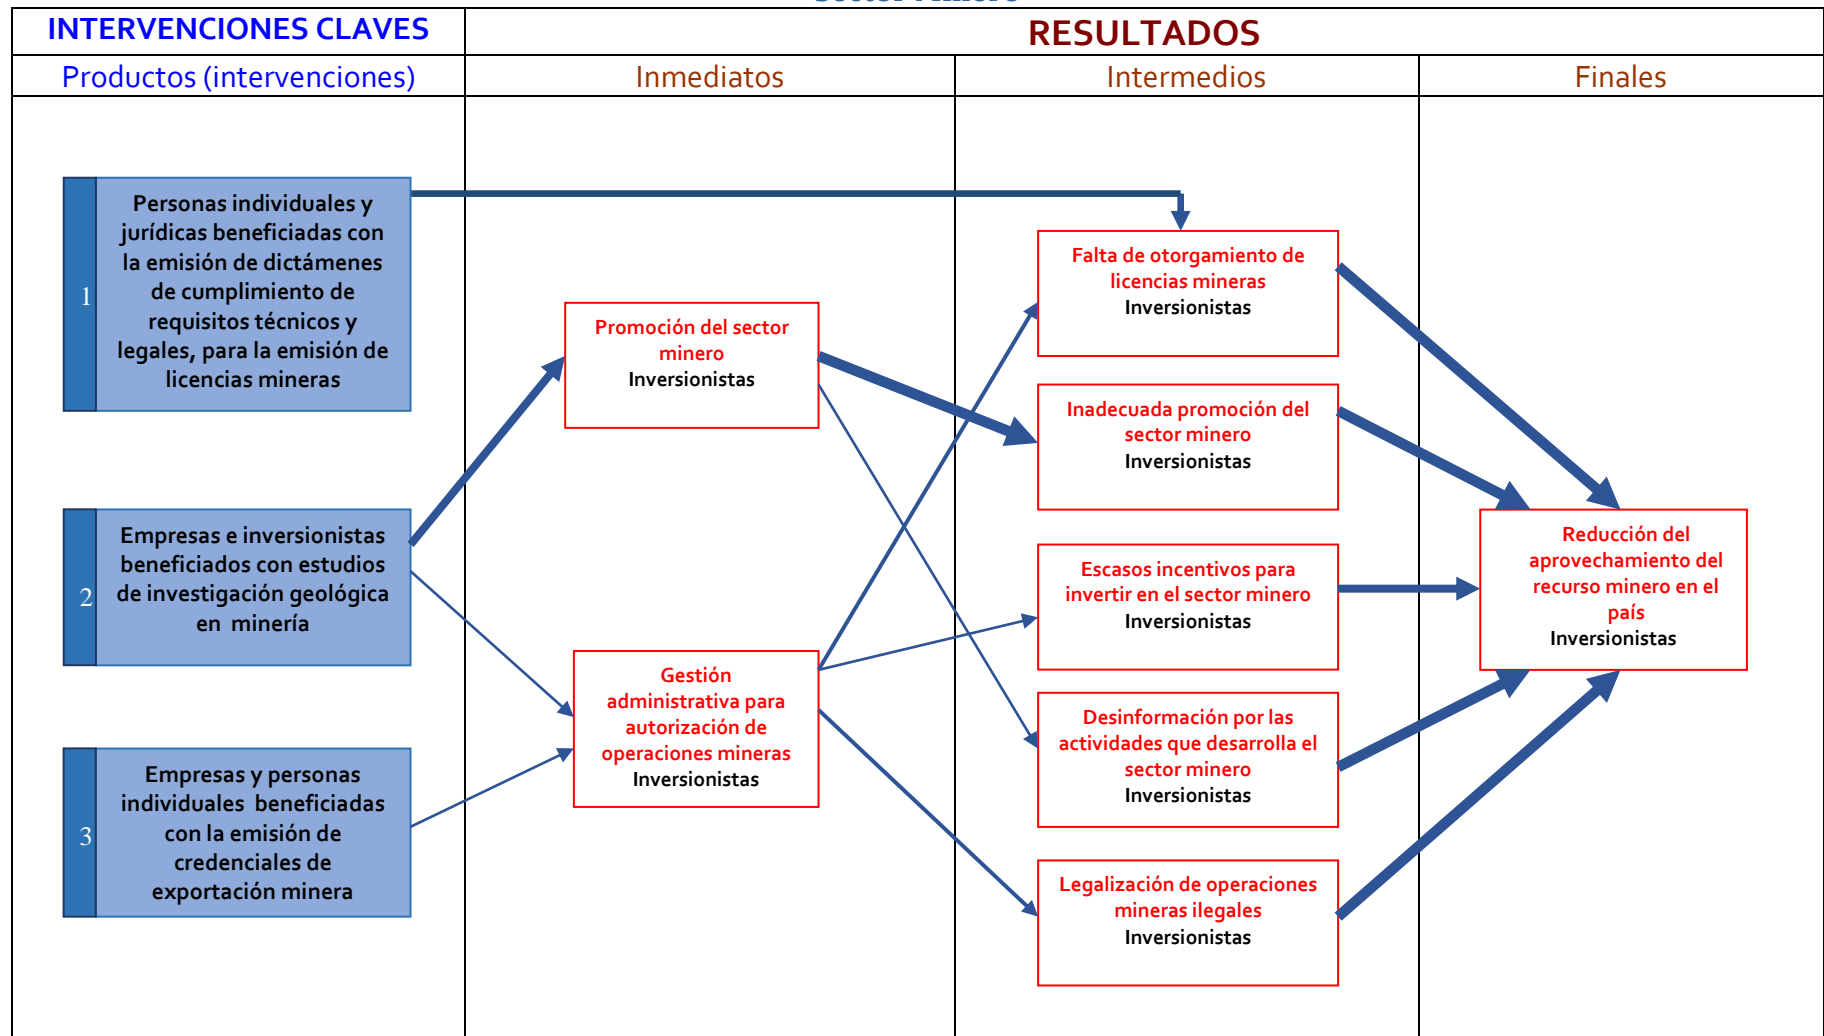 Sector Minero
INTERVENCIONES CLAVES
RESULTADOS
Productos (intervenciones)
Inmediatos
Intermedios
Finales
1
Personas individuales y
jurídicas beneficiadas con
la emisión de dictámenes
de cumplimiento de
requisitos técnicos y
legales, para la emisión de
licencias mineras
2
Empresas e inversionistas
beneficiados con estudios
de investigación geológica
en minería
3
Empresas y personas
individuales beneficiadas
con la emisión de
credenciales de
exportación minera
Promoción del sector
minero
Inversionistas
Gestión
administrativa para
autorización de
operaciones mineras
Inversionistas
Falta de otorgamiento de
licencias mineras
Inversionistas
Inadecuada promoción del
sector minero
Inversionistas
Escasos incentivos para
invertir en el sector minero
Inversionistas
Desinformación por las
actividades que desarrolla el
sector minero
Inversionistas
Legalización de operaciones
mineras ilegales
Inversionistas
Reducción del
aprovechamiento del
recurso minero en el
país
Inversionistas